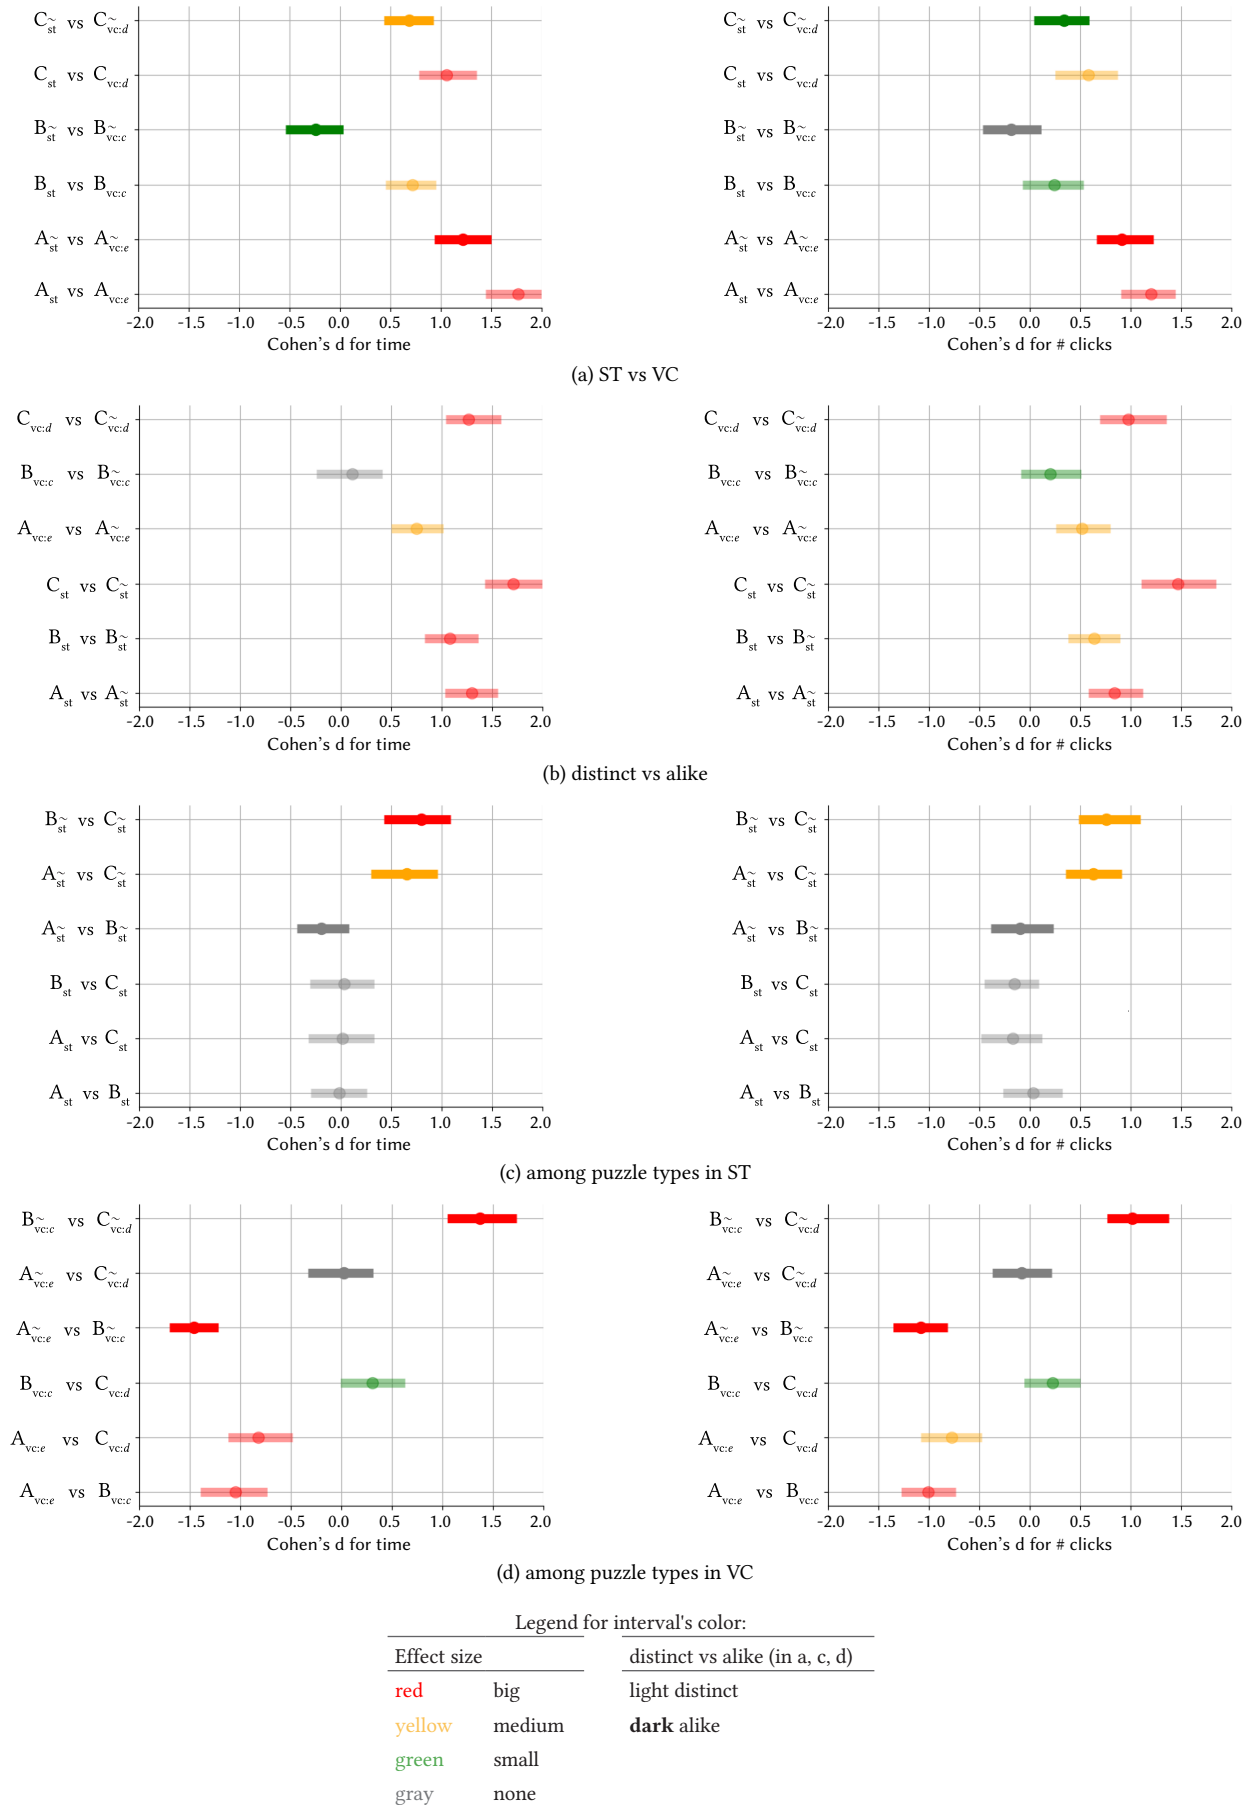 C~st vs C~vc:d
Cst vs Cvc:d
B~st vs B~vc:c
Bst vs Bvc:c
A~st vs A~vc:e
Ast vs Avc:e
-2.0 -1.5 -1.0 -0.5 0.0 0.5 1.0 1.5 2.0
Cohen's d for time
C~st vs C~vc:d
Cst vs Cvc:d
B~st vs B~vc:c
Bst vs Bvc:c
A~st vs A~vc:e
Ast vs Avc:e
-2.0 -1.5 -1.0 -0.5 0.0 0.5 1.0 1.5 2.0
Cohen's d for # clicks
(a) ST vs VC
Cvc:d vs C~vc:d
Bvc:c vs B~vc:c
Avc:e vs A~vc:e
Cst vs C~st
Bst vs B~st
Ast vs A~st
-2.0 -1.5 -1.0 -0.5 0.0 0.5 1.0 1.5 2.0
Cohen's d for time
Cvc:d vs C~vc:d
Bvc:c vs B~vc:c
Avc:e vs A~vc:e
Cst vs C~st
Bst vs B~st
Ast vs A~st
-2.0 -1.5 -1.0 -0.5 0.0 0.5 1.0 1.5 2.0
Cohen's d for # clicks
(b) distinct vs alike
B~st vs C~st
A~st vs C~st
A~st vs B~st
Bst vs Cst
Ast vs Cst
Ast vs Bst
-2.0 -1.5 -1.0 -0.5 0.0 0.5 1.0 1.5 2.0
Cohen's d for time
B~st vs C~st
A~st vs C~st
A~st vs B~st
Bst vs Cst
Ast vs Cst
Ast vs Bst
-2.0 -1.5 -1.0 -0.5 0.0 0.5 1.0 1.5 2.0
Cohen's d for # clicks
(c) among puzzle types in ST
B~vc:c vs C~vc:d
A~vc:e vs C~vc:d
A~vc:e vs B~vc:c
Bvc:c vs Cvc:d
Avc:e vs Cvc:d
Avc:e vs Bvc:c
-2.0 -1.5 -1.0 -0.5 0.0 0.5 1.0 1.5 2.0
Cohen's d for time
B~vc:c vs C~vc:d
A~vc:e vs C~vc:d
A~vc:e vs B~vc:c
Bvc:c vs Cvc:d
Avc:e vs Cvc:d
Avc:e vs Bvc:c
-2.0 -1.5 -1.0 -0.5 0.0 0.5 1.0 1.5 2.0
Cohen's d for # clicks
(d) among puzzle types in VC
Legend for interval's color:
Effect size
red big
yellow medium
green small
gray none
distinct vs alike (in a, c, d)
light distinct
dark alike